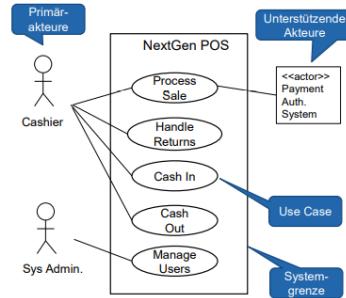 Primär-
akteure
Unterstützende
Akteure
NextGen POS
Process
Sale
<<actor>>
Payment
Auth.
System
Cashier
Handle
Returns
Cash In
Use Case
Cash
Out
Sys Admin.
Manage
Users
System-
grenze